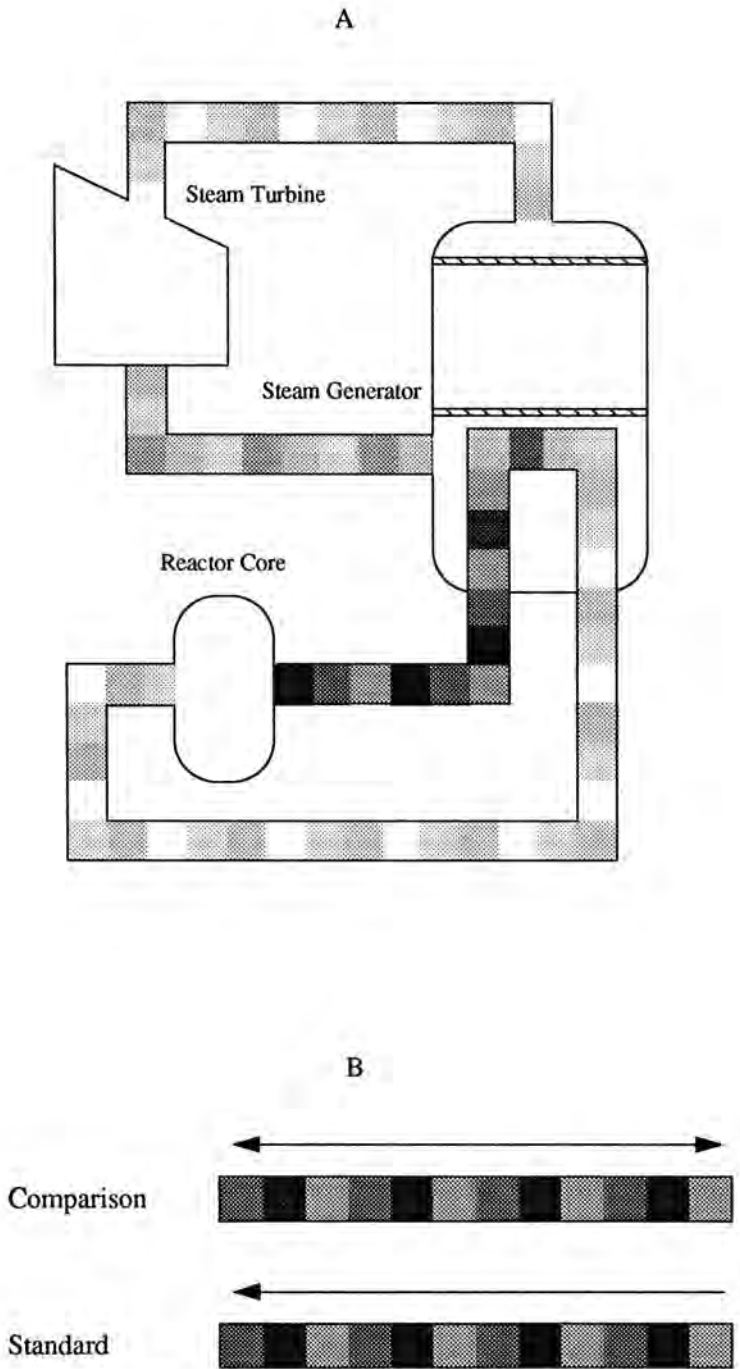 A
Steam Turbine
Steam Generator
Reactor Core
B
Comparison
Standard